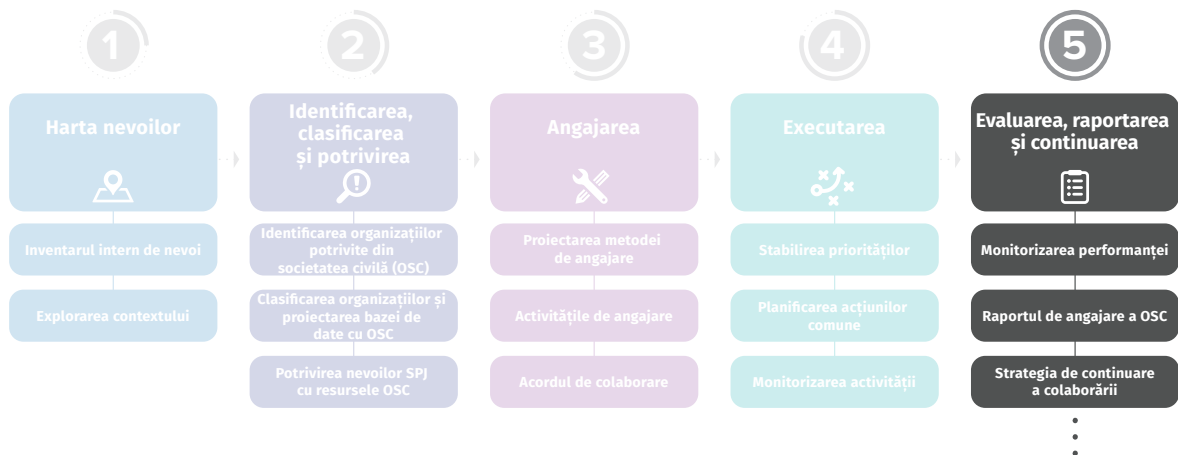 1
2
3
4
5
Harta nevoilor
Identificarea,
clasificarea
și potrivirea
Angajarea
Executarea
Evaluarea, raportarea
și continuarea
Inventarul intern de nevoi
Explorarea contextului
Identificarea organizațiilor
potrivite din
societatea civilă (OSC)
Clasificarea organizațiilor și
proiectarea bazei de
date cu OSC
Potrivirea nevoilor SPJ
cu resursele OSC
Proiectarea metodei
de angajare
Activitățile de angajare
Acordul de colaborare
Stabilirea priorităților
Planificarea acțiunilor
comune
Monitorizarea activității
Monitorizarea performanței
Raportul de angajare a OSC
Strategia de continuare
a colaborării